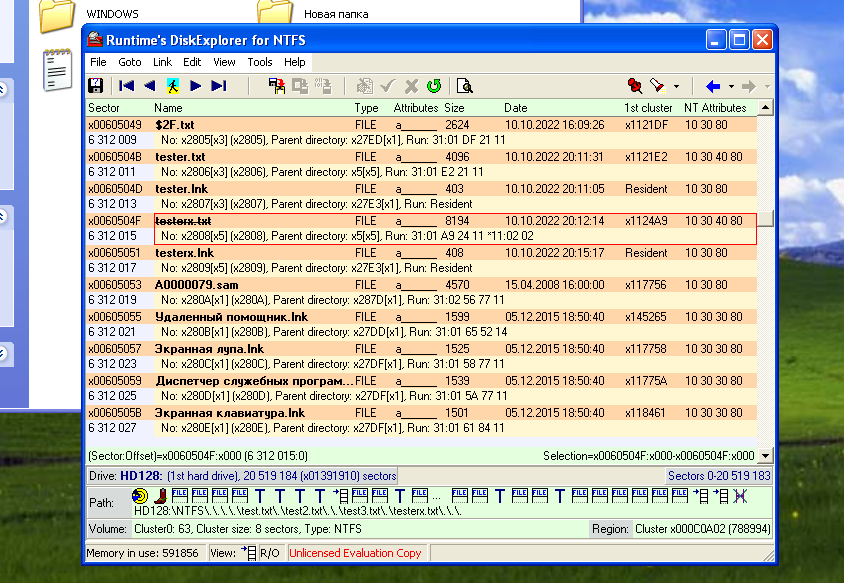 WINDOWS
Новая папка
Runtime's DiskExplorer for NTFS
File Goto Link Edit View Tools Help
Sector Name Type Attributes Size Date 1st cluster NT Attributes
x00605049 $2F.txt FILE a______ 2624 10.10.2022 16:09:26 x1121DF 10 30 80
6 312 009 No: x2805[x3] (x2805), Parent directory: x27ED[x1], Run: 31:01 DF 21 11
x0060504B tester.txt FILE a______ 4096 10.10.2022 20:11:31 x1121E2 10 30 40 80
6 312 011 No: x2806[x3] (x2806), Parent directory: x5[x5], Run: 31:01 E2 21 11
x0060504D tester.lnk FILE a______ 403 10.10.2022 20:11:05 Resident 10 30 80
6 312 013 No: x2807[x3] (x2807), Parent directory: x27E3[x1], Run: Resident
x0060504F testerx.txt FILE a______ 8194 10.10.2022 20:12:14 x1124A9 10 30 40 80
6 312 015 No: x2808[x5] (x2808), Parent directory: x5[x5], Run: 31:01 A9 24 11 *11:02 02
x00605051 testerx.lnk FILE a______ 408 10.10.2022 20:15:17 Resident 10 30 80
6 312 017 No: x2809[x5] (x2809), Parent directory: x27E3[x1], Run: Resident
x00605053 A0000079.sam FILE a______ 4570 15.04.2008 16:00:00 x117756 10 30 80
6 312 019 No: x280A[x1] (x280A), Parent directory: x287D[x1], Run: 31:02 56 77 11
x00605055 Удаленный помощник.lnk FILE a______ 1599 05.12.2015 18:50:40 x145265 10 30 30 80
6 312 021 No: x280B[x1] (x280B), Parent directory: x27DD[x1], Run: 31:01 65 52 14
x00605057 Экранная лупа.lnk FILE a______ 1525 05.12.2015 18:50:40 x117758 10 30 30 80
6 312 023 No: x280C[x1] (x280C), Parent directory: x27DF[x1], Run: 31:01 58 77 11
x00605059 Диспетчер служебных програм... FILE a______ 1539 05.12.2015 18:50:40 x11775A 10 30 30 80
6 312 025 No: x280D[x1] (x280D), Parent directory: x27DF[x1], Run: 31:01 5A 77 11
x0060505B Экранная клавиатура.lnk FILE a______ 1501 05.12.2015 18:50:40 x118461 10 30 30 80
6 312 027 No: x280E[x1] (x280E), Parent directory: x27DF[x1], Run: 31:01 61 84 11
(Sector:Offset)=x0060504F:x000 (6 312 015:0) Selection=x0060504F:x000-x0060504F:x000
Drive: HD128: (1st hard drive), 20 519 184 (x01391910) sectors Sectors 0-20 519 183
Path: FILE FILE FILE FILE T T T T FILE FILE T FILE ... FILE FILE T FILE FILE T FILE FILE FILE FILE FILE FILE
HD128:\NTFS\.\.\.\.\test.txt\.\test2.txt\.\.\test3.txt\.\testerx.txt\.\.\.
Volume: Cluster0: 63, Cluster size: 8 sectors, Type: NTFS Region: Cluster x000C0A02 (788994)
Memory in use: 591856 View: R/O Unlicensed Evaluation Copy